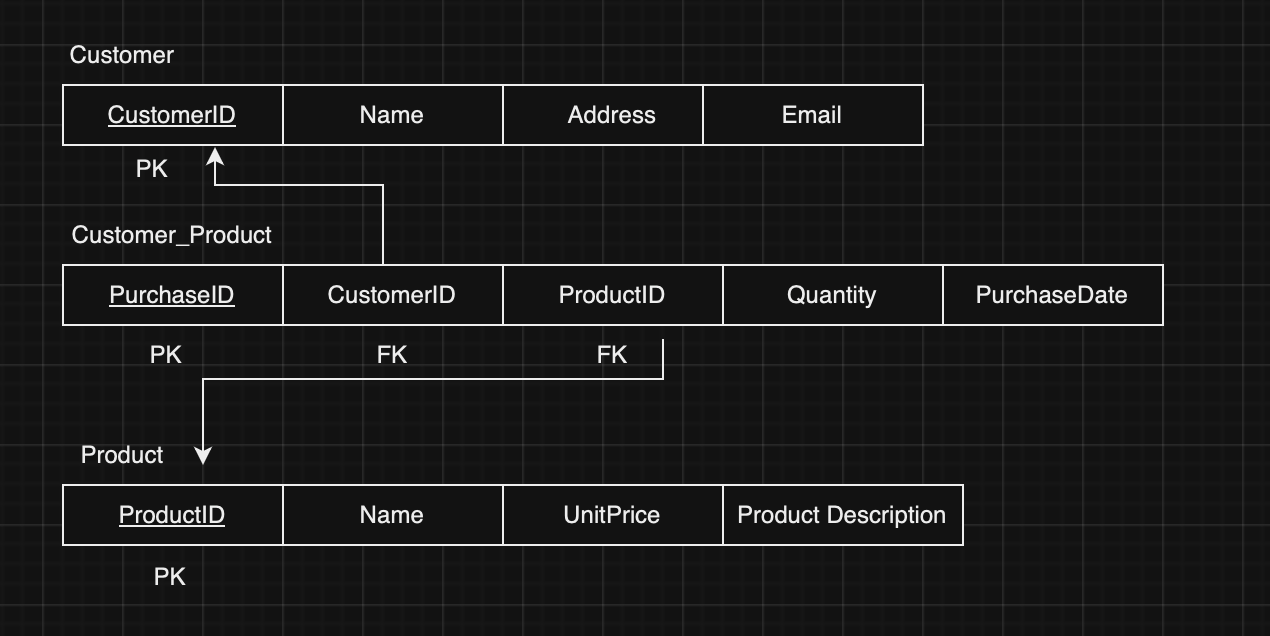 Customer
CustomerID Name Address Email
PK
Customer_Product
PurchaseID CustomerID ProductID Quantity PurchaseDate
PK FK FK
Product
ProductID Name UnitPrice Product Description
PK